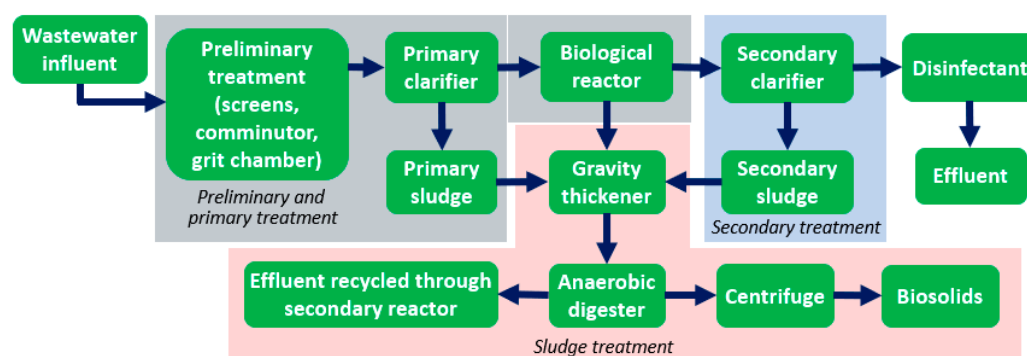 Wastewater
influent
Preliminary
treatment
(screens,
comminutor,
grit chamber)
Primary
clarifier
Biological
reactor
Secondary
clarifier
Disinfectant
Primary
sludge
Gravity
thickener
Secondary
sludge
Effluent
Preliminary and
primary treatment
Secondary treatment
Effluent recycled through
secondary reactor
Anaerobic
digester
Centrifuge
Biosolids
Sludge treatment